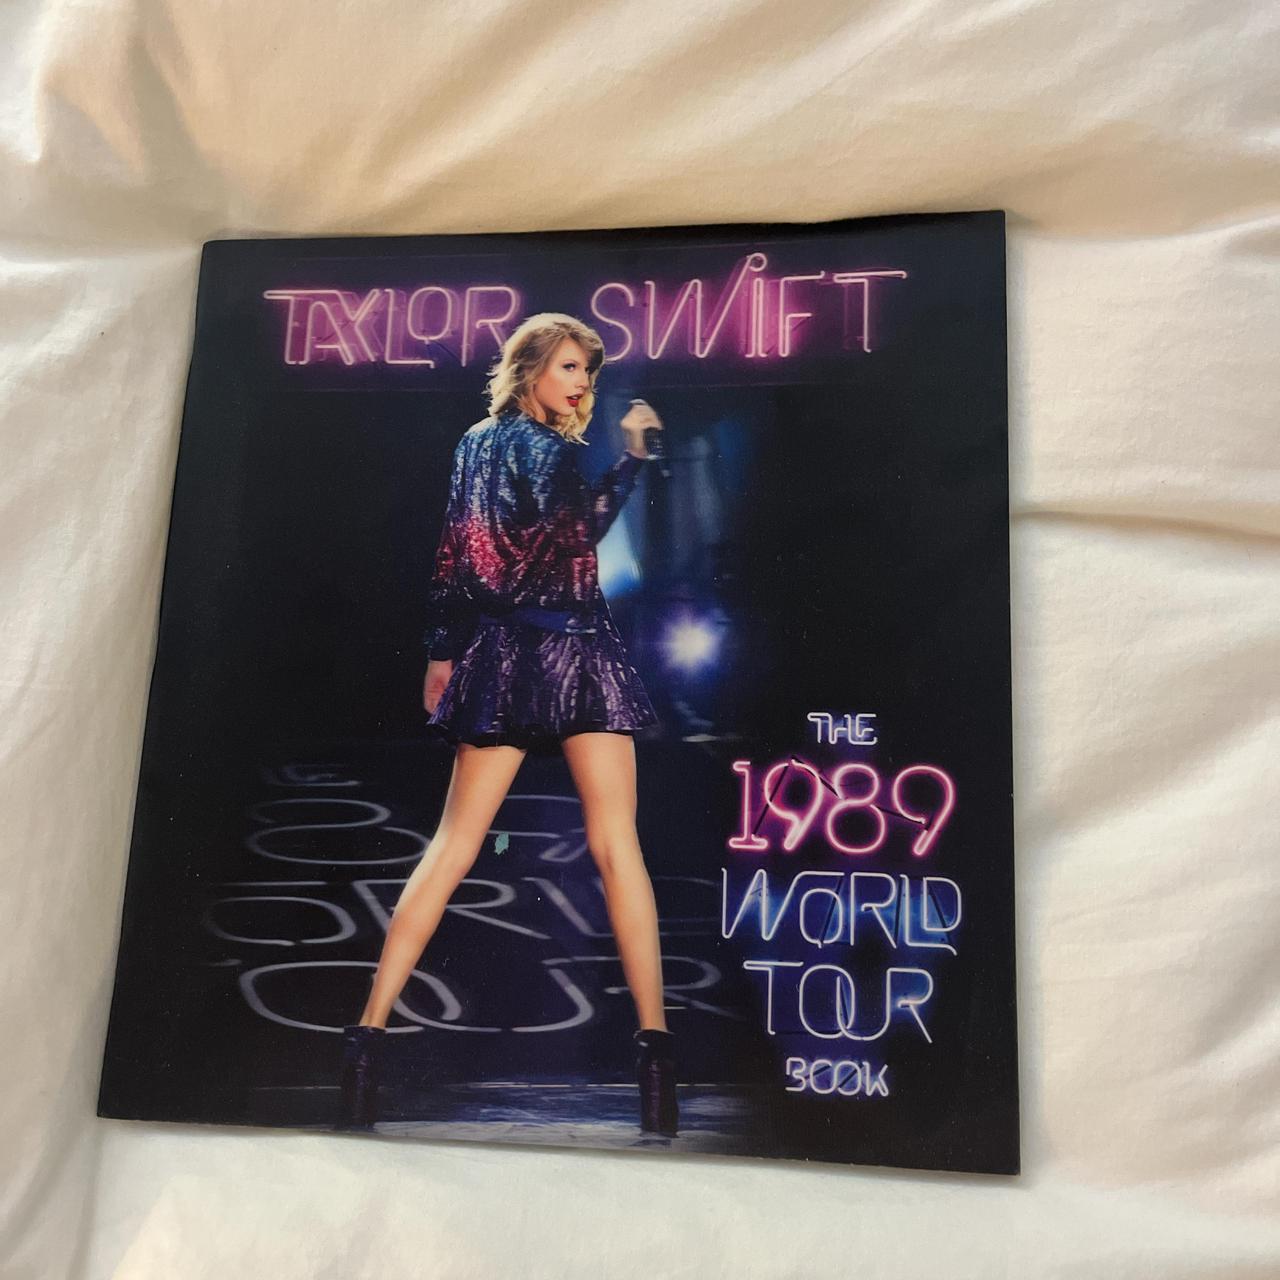 TAYLOR SWIFT
THE
1989
WORLD
TOUR
BOOK